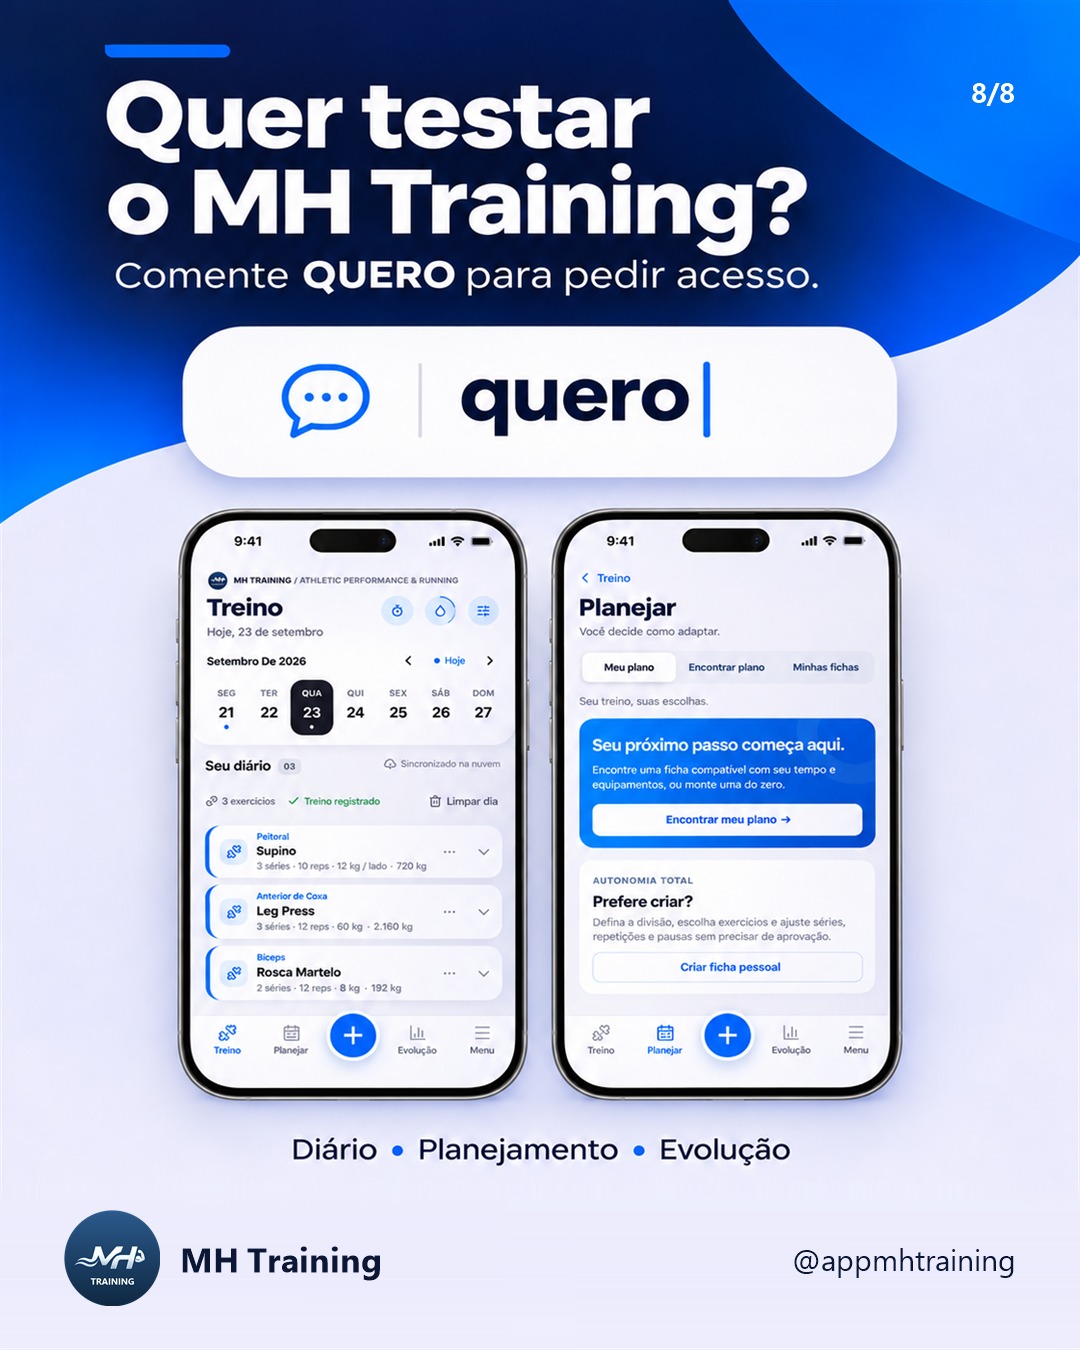 8/8
Quer testar
o MH Training?
Comente QUERO para pedir acesso.
quero
9:41
MH TRAINING / ATHLETIC PERFORMANCE & RUNNING
Treino
Hoje, 23 de setembro
Setembro De 2026
Hoje
SEG TER QUA QUI SEX SÁB DOM
21 22 23 24 25 26 27
Seu diário 03
Sincronizado na nuvem
3 exercícios Treino registrado Limpar dia
Peitoral
Supino
3 séries · 10 reps · 12 kg / lado · 720 kg
Anterior de Coxa
Leg Press
3 séries · 12 reps · 60 kg · 2.160 kg
Bíceps
Rosca Martelo
2 séries · 12 reps · 8 kg · 192 kg
Treino Planejar Evolução Menu
9:41
Treino
Planejar
Você decide como adaptar.
Meu plano Encontrar plano Minhas fichas
Seu treino, suas escolhas.
Seu próximo passo começa aqui.
Encontre uma ficha compatível com seu tempo e
equipamentos, ou monte uma do zero.
Encontrar meu plano →
AUTONOMIA TOTAL
Prefere criar?
Defina a divisão, escolha exercícios e ajuste séries,
repetições e pausas sem precisar de aprovação.
Criar ficha pessoal
Treino Planejar Evolução Menu
Diário • Planejamento • Evolução
MH
TRAINING
MH Training
@appmhtraining